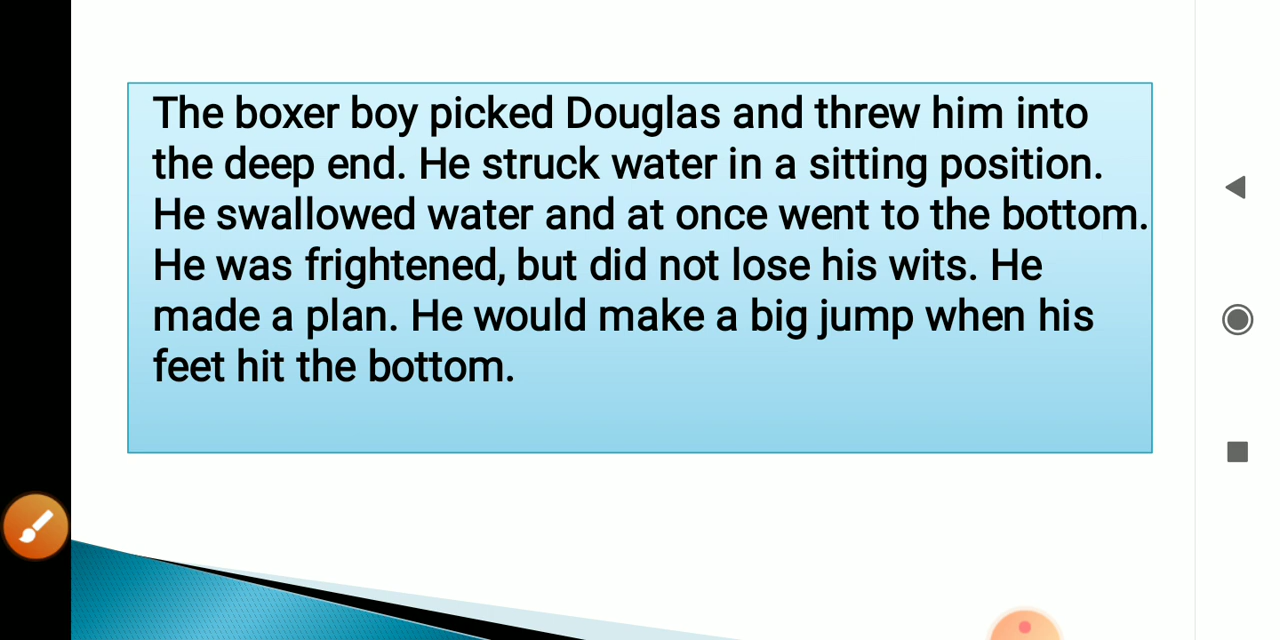 The boxer boy picked Douglas and threw him into
the deep end. He struck water in a sitting position.
He swallowed water and at once went to the bottom.
He was frightened, but did not lose his wits. He
made a plan. He would make a big jump when his
feet hit the bottom.